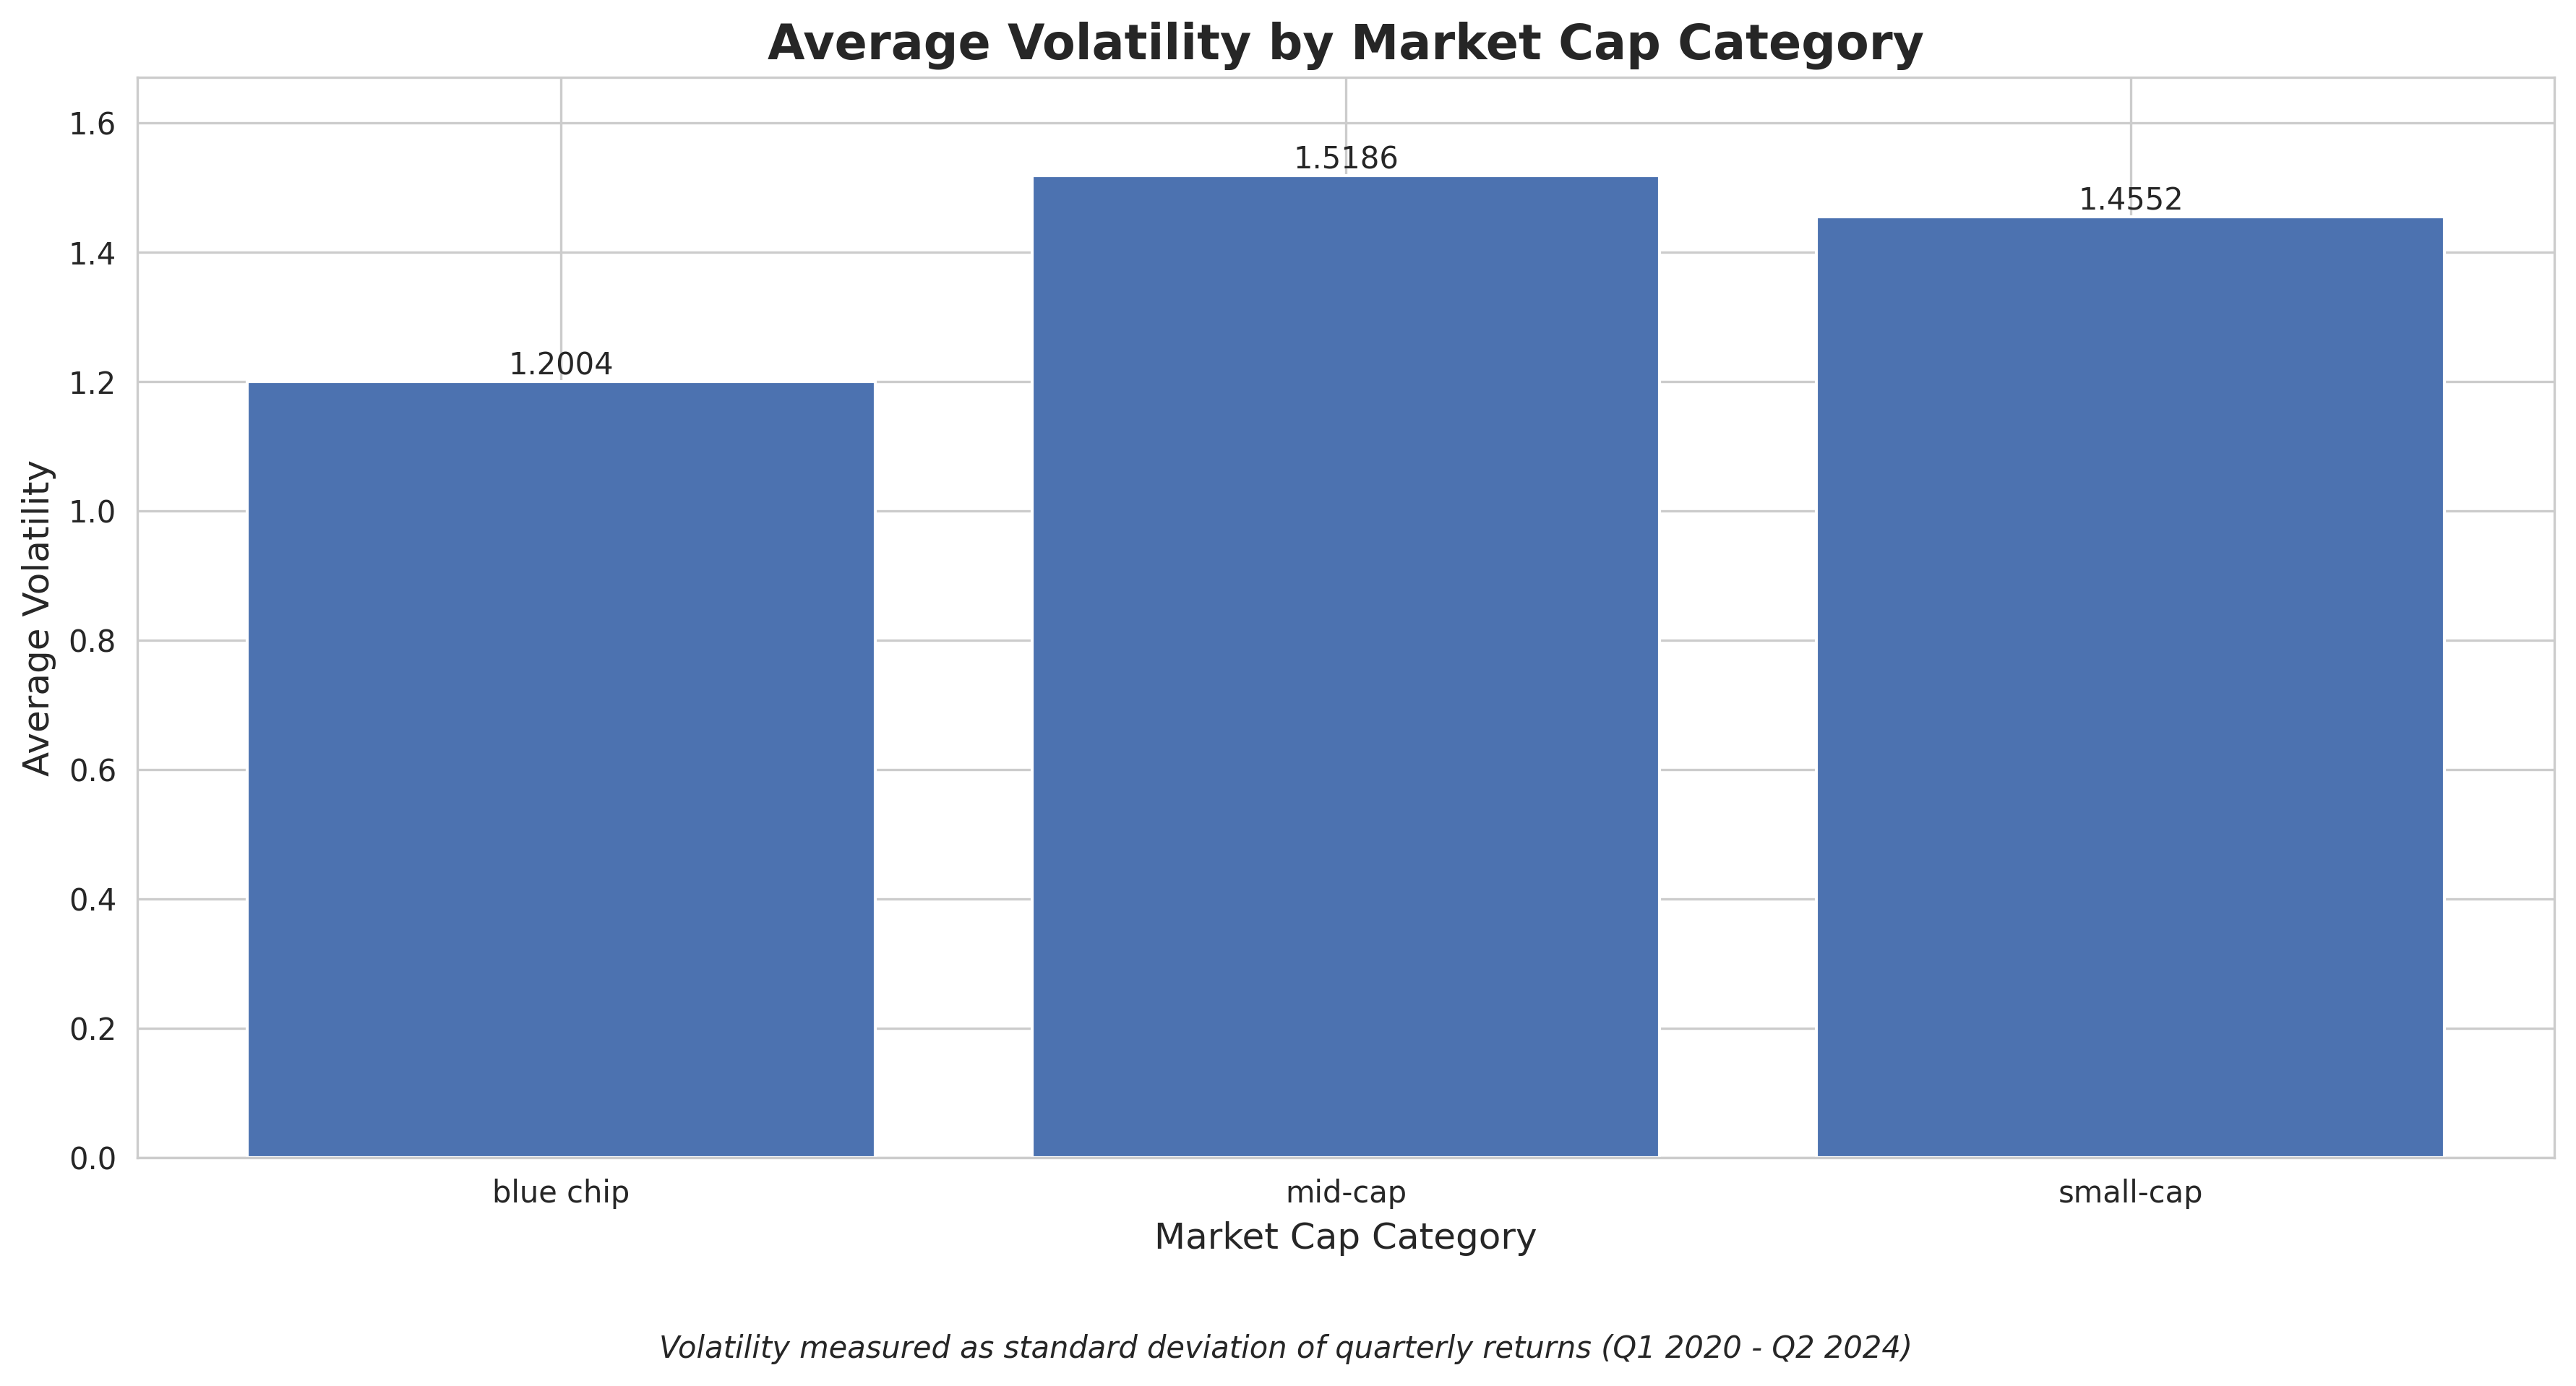 Average Volatility by Market Cap Category
1.6
1.4
1.2
1.0
0.8
0.6
0.4
0.2
0.0
Average Volatility
1.2004
1.5186
1.4552
blue chip
mid-cap
small-cap
Market Cap Category
Volatility measured as standard deviation of quarterly returns (Q1 2020 - Q2 2024)